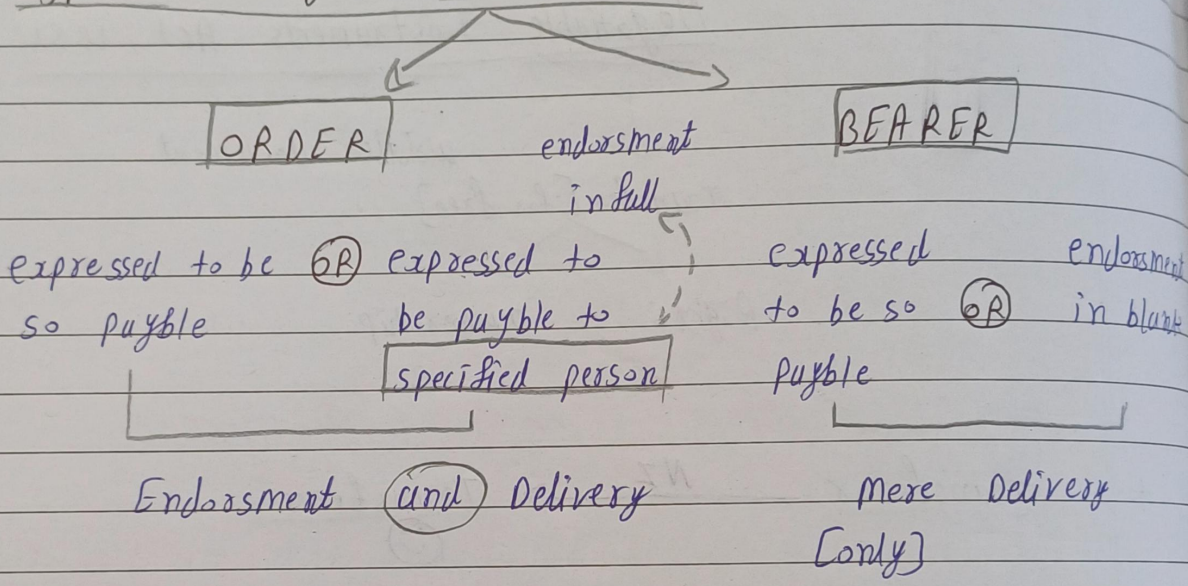 ORDER
BEARER
endorsment
in full
expressed to be OR expressed to
so payble
be payble to
specified person
expressed
to be so OR
payble
endorsment
in blank
Endorsment and Delivery
mere Delivery
[only]